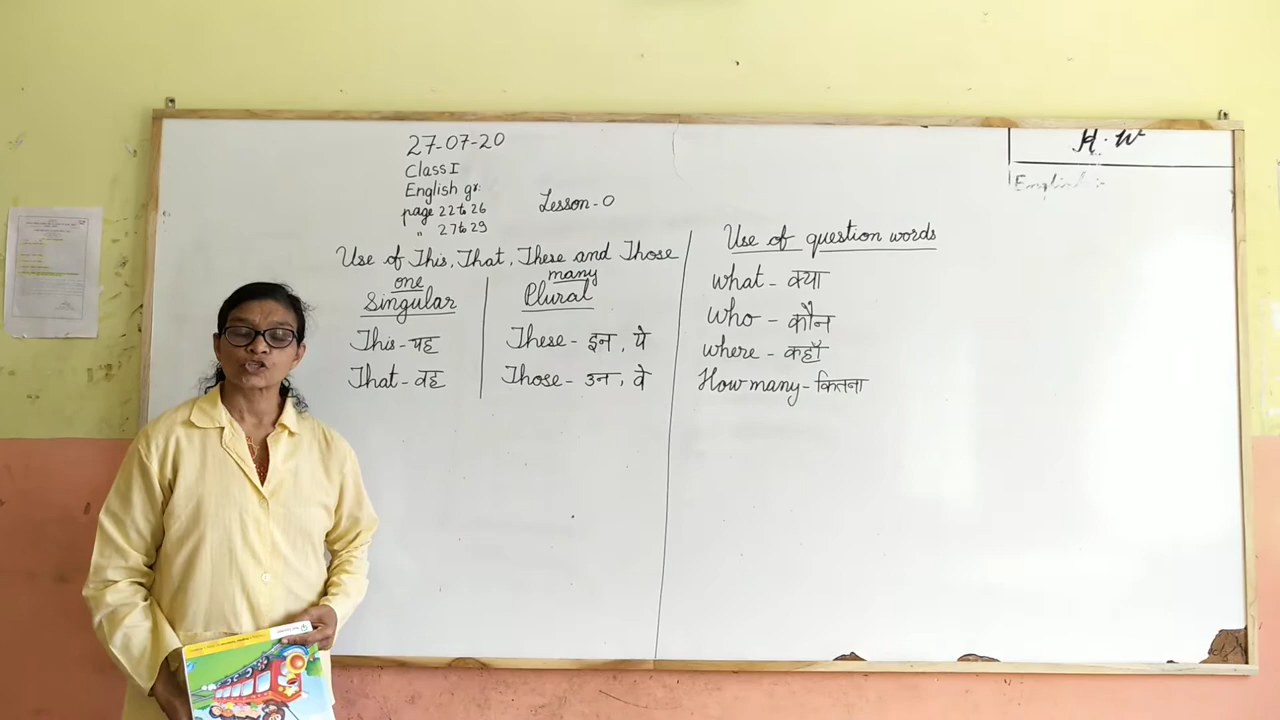 27-07-20
Class I
English gr.
page 22 to 26
" 27 to 29
Lesson-0
Use of This, That, These and Those
one
Singular
This - यह
That - वह
many
Plural
These - इन, ये
Those - उन, वे
Use of question words
what - क्या
who - कौन
where - कहाँ
How many - कितना
H.W
English :-